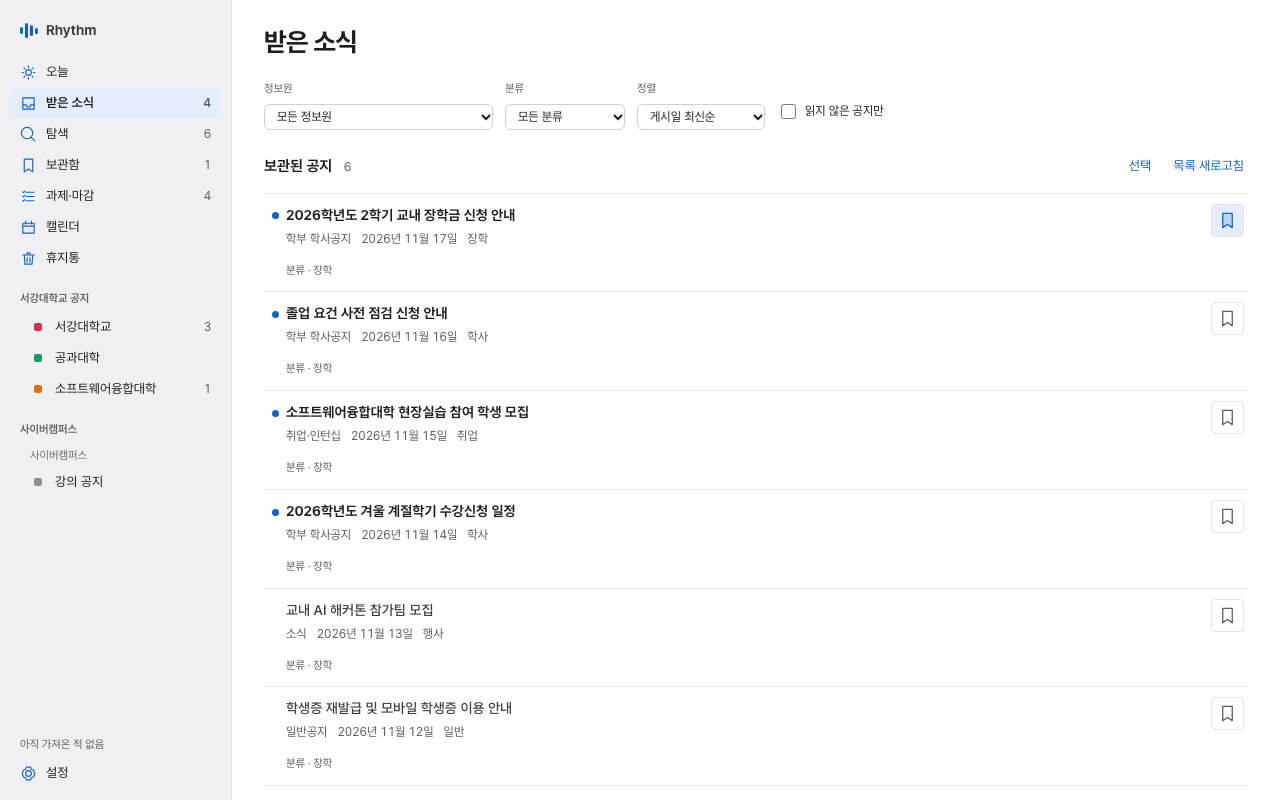 Rhythm
오늘
받은 소식 4
탐색 6
보관함 1
과제·마감 4
캘린더
휴지통
서강대학교 공지
서강대학교 3
공과대학
소프트웨어융합대학 1
사이버캠퍼스
사이버캠퍼스
강의 공지
아직 가져온 적 없음
설정
받은 소식
정보원 분류 정렬
모든 정보원 모든 분류 게시일 최신순 읽지 않은 공지만
보관된 공지 6 선택 목록 새로고침
2026학년도 2학기 교내 장학금 신청 안내
학부 학사공지 2026년 11월 17일 장학
분류 · 장학
졸업 요건 사전 점검 신청 안내
학부 학사공지 2026년 11월 16일 학사
분류 · 장학
소프트웨어융합대학 현장실습 참여 학생 모집
취업·인턴십 2026년 11월 15일 취업
분류 · 장학
2026학년도 겨울 계절학기 수강신청 일정
학부 학사공지 2026년 11월 14일 학사
분류 · 장학
교내 AI 해커톤 참가팀 모집
소식 2026년 11월 13일 행사
분류 · 장학
학생증 재발급 및 모바일 학생증 이용 안내
일반공지 2026년 11월 12일 일반
분류 · 장학